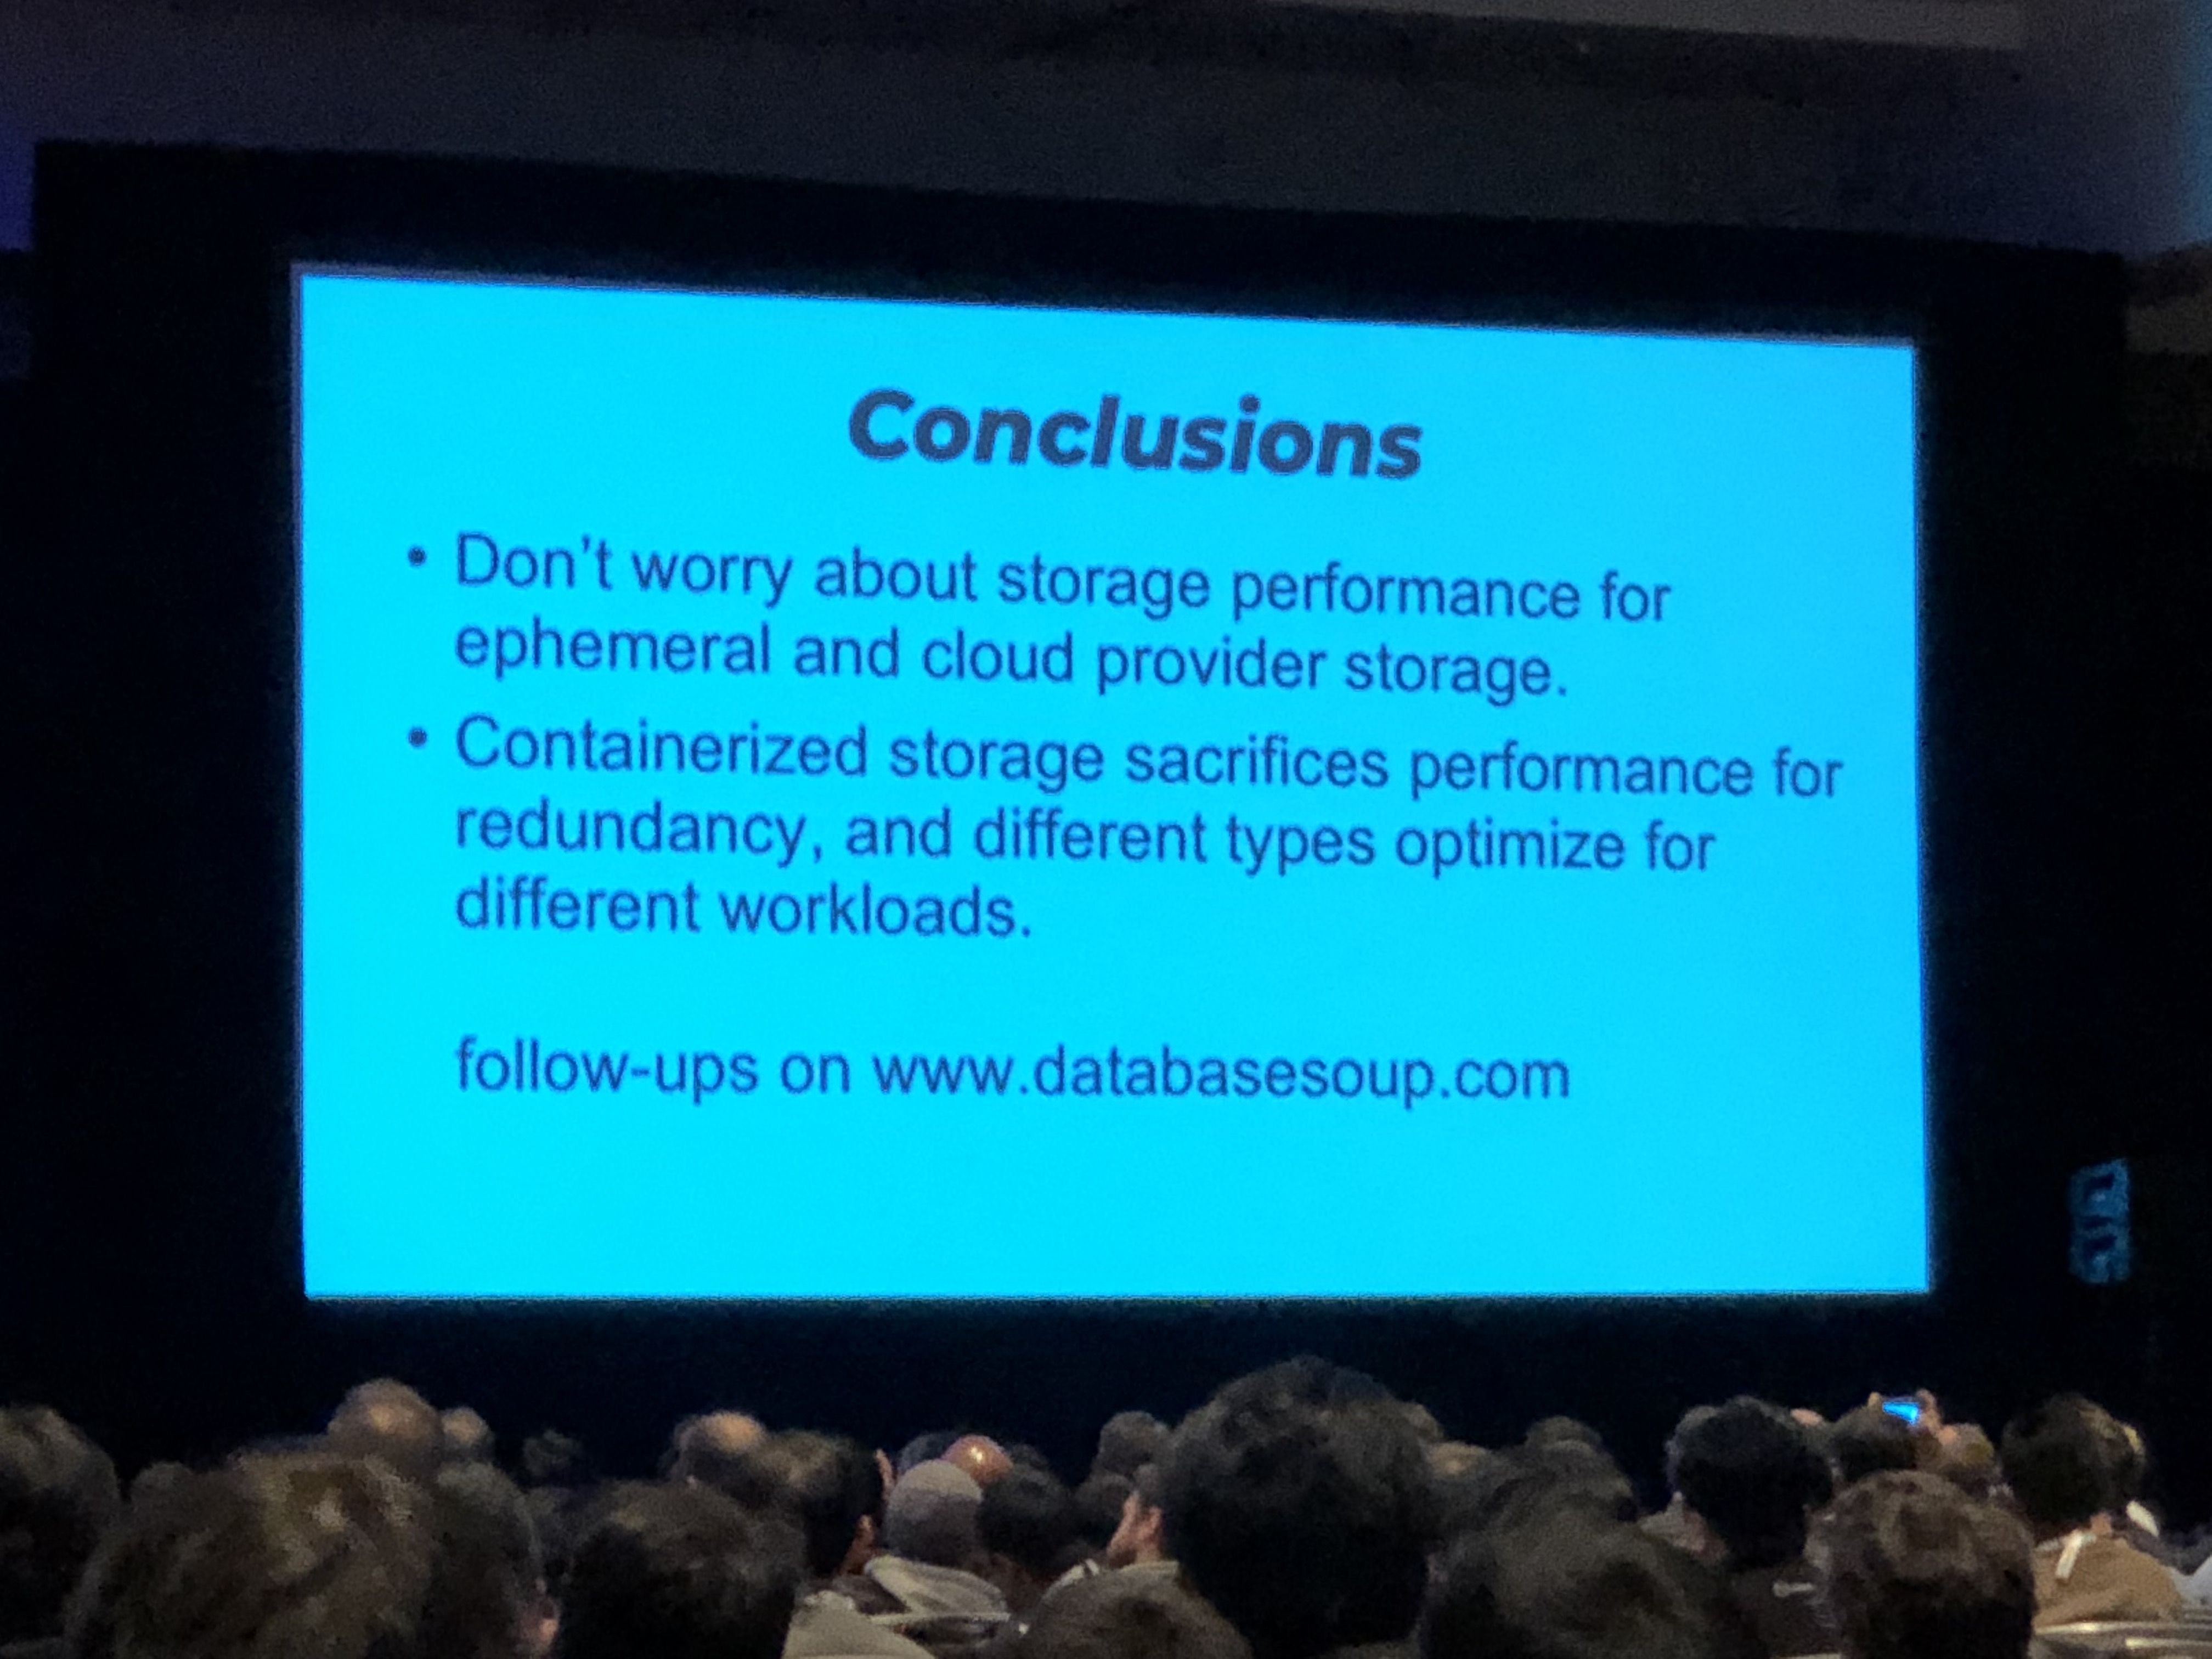 Conclusions
• Don't worry about storage performance for
ephemeral and cloud provider storage.
• Containerized storage sacrifices performance for
redundancy, and different types optimize for
different workloads.
follow-ups on www.databasesoup.com